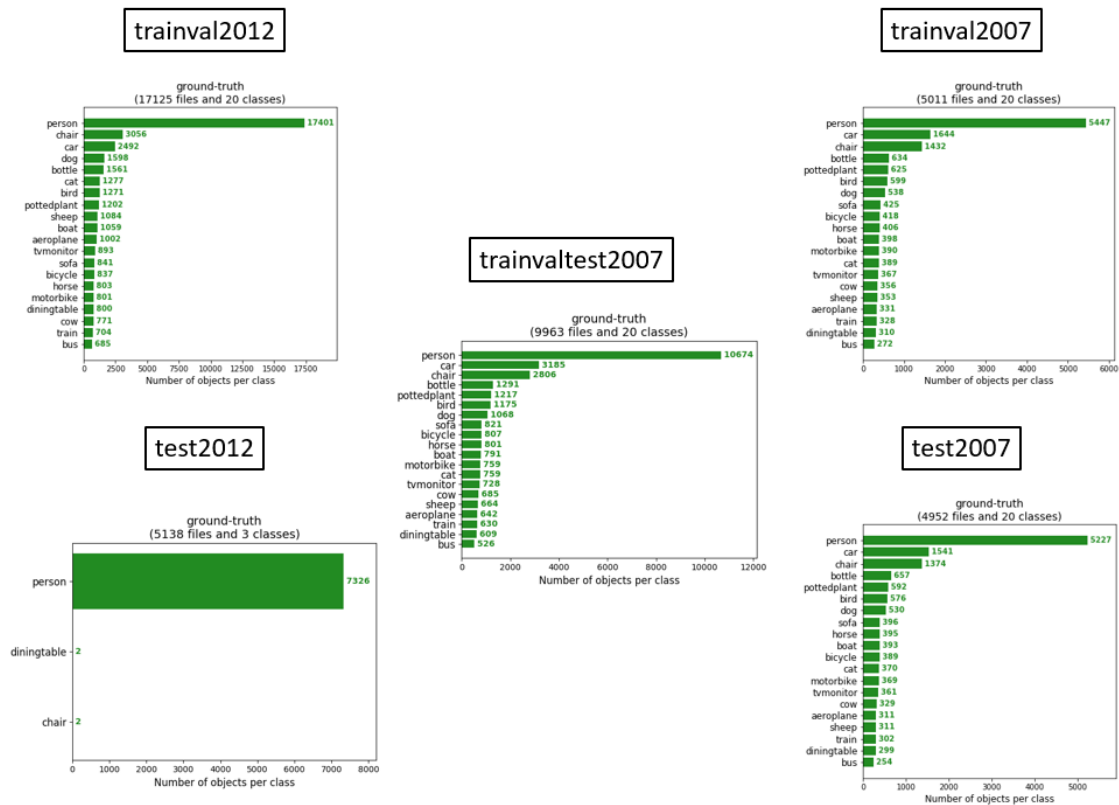 trainval2012
ground-truth
(17125 files and 20 classes)
person 17401
chair 3056
car 2492
dog 1598
bottle 1561
cat 1277
bird 1271
pottedplant 1202
sheep 1084
boat 1059
aeroplane 1002
tvmonitor 893
sofa 841
bicycle 837
horse 803
motorbike 801
diningtable 800
cow 771
train 704
bus 685
0 2500 5000 7500 10000 12500 15000 17500
Number of objects per class
trainval2007
ground-truth
(5011 files and 20 classes)
person 5447
car 1644
chair 1432
bottle 634
pottedplant 625
bird 599
dog 538
sofa 425
bicycle 418
horse 406
boat 398
motorbike 390
cat 389
tvmonitor 367
cow 356
sheep 353
aeroplane 331
train 328
diningtable 310
bus 272
0 1000 2000 3000 4000 5000 6000
Number of objects per class
trainvaltest2007
ground-truth
(9963 files and 20 classes)
person 10674
car 3185
chair 2806
bottle 1291
pottedplant 1217
bird 1175
dog 1068
sofa 821
bicycle 807
horse 801
boat 791
motorbike 759
cat 759
tvmonitor 728
cow 685
sheep 664
aeroplane 642
train 630
diningtable 609
bus 526
0 2000 4000 6000 8000 10000 12000
Number of objects per class
test2012
ground-truth
(5138 files and 3 classes)
person 7326
diningtable 2
chair 2
0 1000 2000 3000 4000 5000 6000 7000 8000
Number of objects per class
test2007
ground-truth
(4952 files and 20 classes)
person 5227
car 1541
chair 1374
bottle 657
pottedplant 592
bird 576
dog 530
sofa 396
horse 395
boat 393
bicycle 389
cat 370
motorbike 369
tvmonitor 361
cow 329
aeroplane 311
sheep 311
train 302
diningtable 299
bus 254
0 1000 2000 3000 4000 5000
Number of objects per class